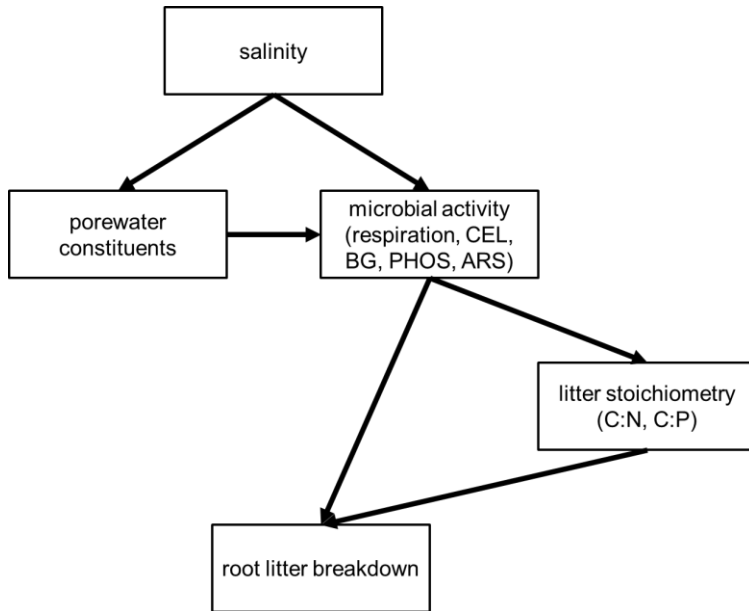 salinity
porewater
constituents
microbial activity
(respiration, CEL,
BG, PHOS, ARS)
litter stoichiometry
(C:N, C:P)
root litter breakdown